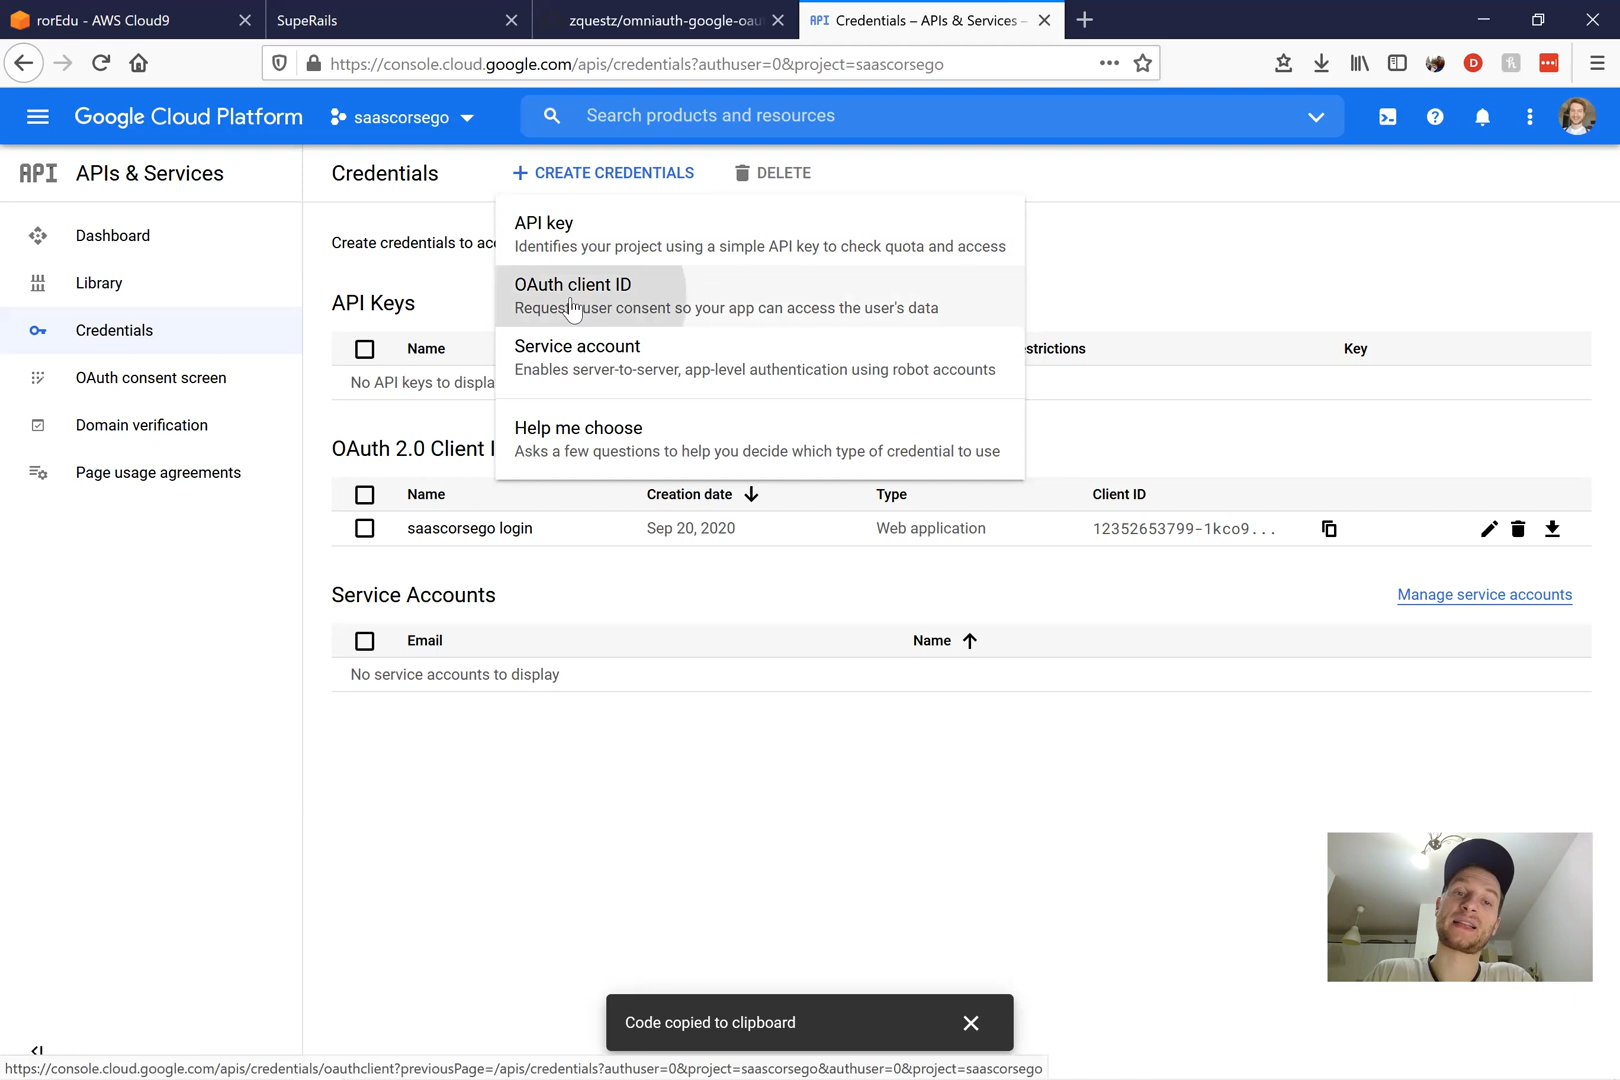 rorEdu - AWS Cloud9
SupeRails
zquestz/omniauth-google-oau
API Credentials – APIs & Services –
https://console.cloud.google.com/apis/credentials?authuser=0&project=saascorsego
Google Cloud Platform
saascorsego
Search products and resources
API APIs & Services
Dashboard
Library
Credentials
OAuth consent screen
Domain verification
Page usage agreements
Credentials
+ CREATE CREDENTIALS
DELETE
Create credentials to acc
API key
Identifies your project using a simple API key to check quota and access
OAuth client ID
Requests user consent so your app can access the user's data
Service account
Enables server-to-server, app-level authentication using robot accounts
Help me choose
Asks a few questions to help you decide which type of credential to use
API Keys
Name
strictions
Key
No API keys to displa
OAuth 2.0 Client I
Name
Creation date
Type
Client ID
saascorsego login
Sep 20, 2020
Web application
12352653799-1kco9...
Service Accounts
Manage service accounts
Email
Name
No service accounts to display
Code copied to clipboard
https://console.cloud.google.com/apis/credentials/oauthclient?previousPage=/apis/credentials?authuser=0&project=saascorsego&authuser=0&project=saascorsego